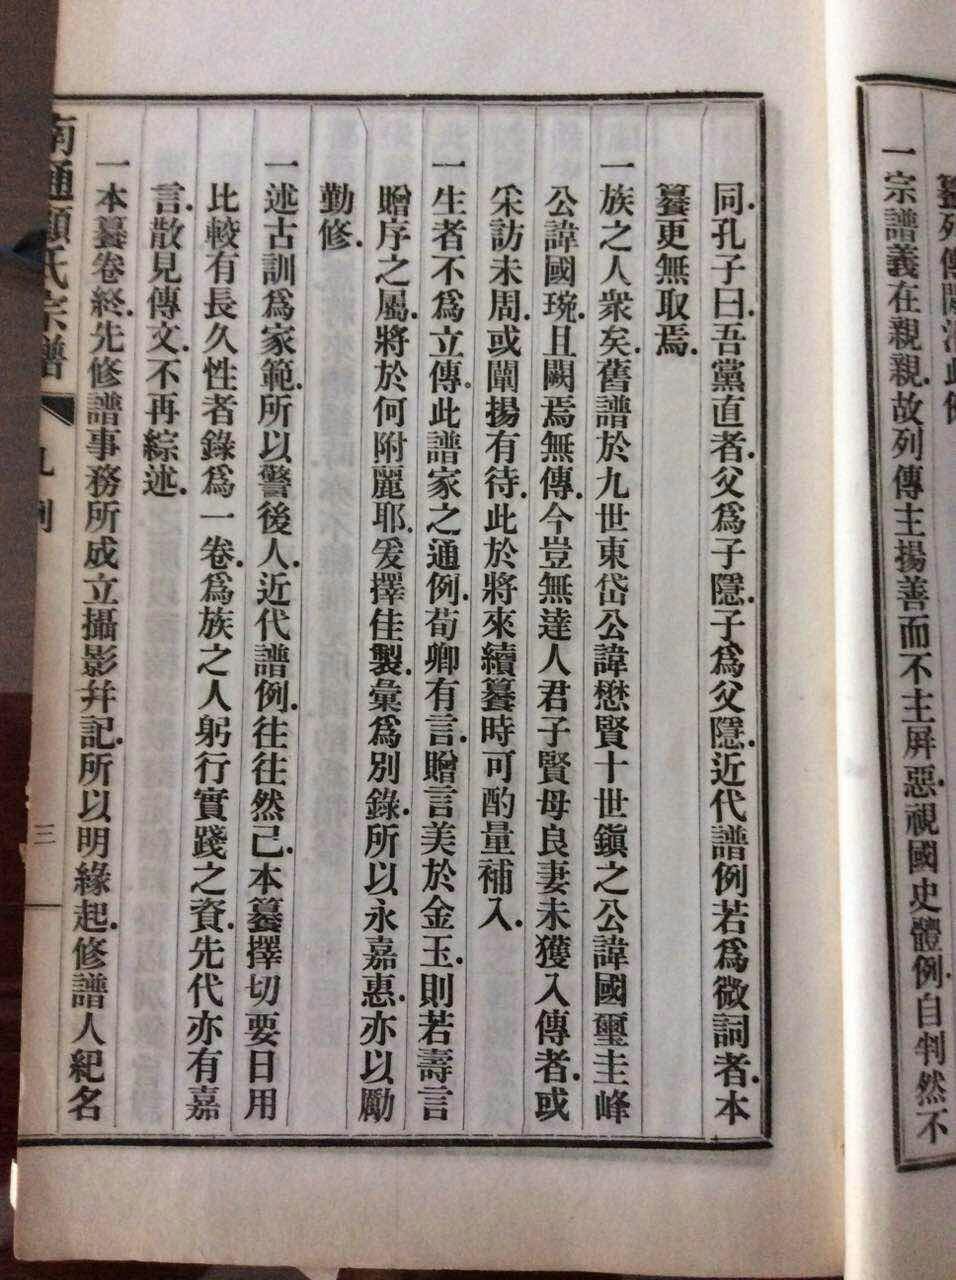 一宗譜義在親親.故列傳主揚善而不主屏惡.視國史體例.自判然不
同.孔子曰.吾黨直者.父爲子隱.子爲父隱.近代譜例若爲微詞者.本
纂更無取焉.
一族之人衆矣.舊譜於九世東岱公諱懋賢十世鎭之公諱國璽主峰
公諱國琬.且闕焉無傳.今豈無達人君子賢母良妻未獲入傳者.或
采訪未周.或闡揚有待.此於將來續纂時可酌量補入.
一生者不爲立傳.此譜家之通例.荀卿有言.贈言美於金玉.則若壽言
贈序之屬.將於何附麗耶.爰擇佳製.彙爲別錄.所以永嘉惠.亦以勵
勤修.
一述古訓爲家範.所以警後人.近代譜例.往往然已.本纂擇切要日用
比較有長久性者錄爲一卷.爲族之人躬行實踐之資.先代亦有嘉
言.散見傳文.不再綜述.
一本纂卷終.先修譜事務所成立攝影幷記.所以明緣起.修譜人紀名
南通顧氏宗譜 凡例 三